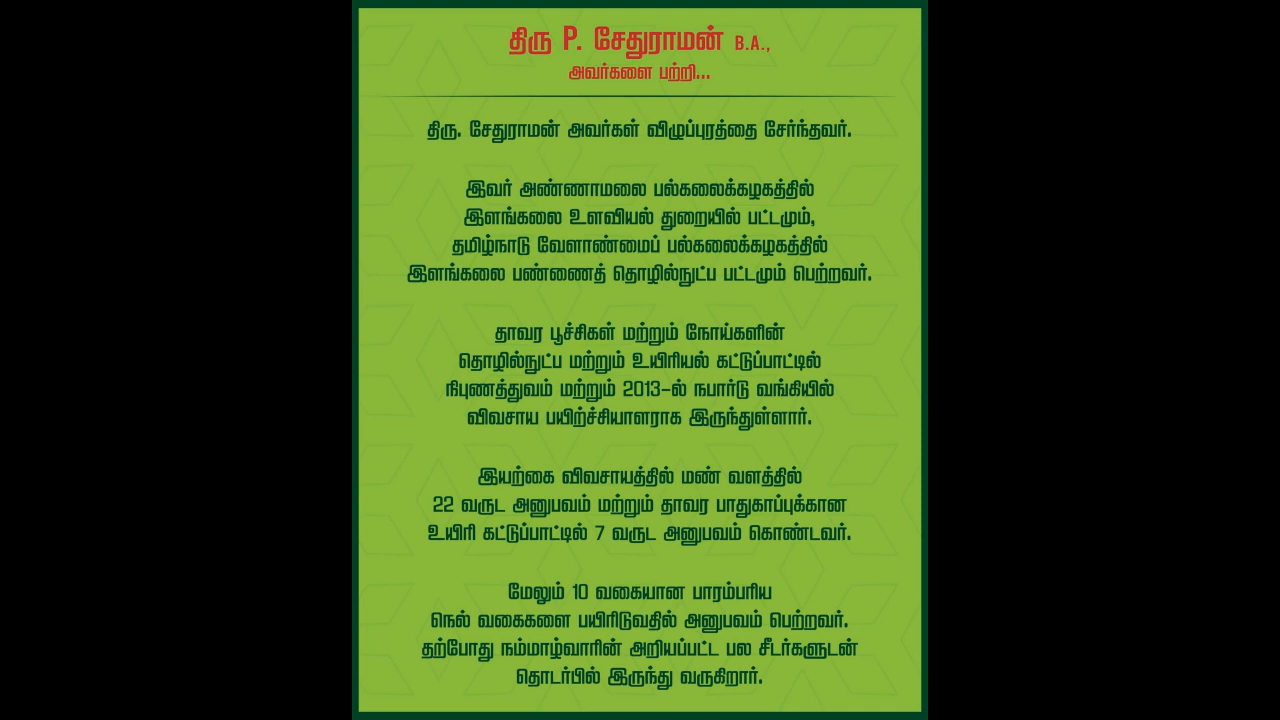 திரு P. சேதுராமன் B.A.,
அவர்களை பற்றி...
திரு. சேதுராமன் அவர்கள் விழுப்புரத்தை சேர்ந்தவர்.
இவர் அண்ணாமலை பல்கலைக்கழகத்தில்
இளங்கலை உளவியல் துறையில் பட்டமும்,
தமிழ்நாடு வேளாண்மைப் பல்கலைக்கழகத்தில்
இளங்கலை பண்ணைத் தொழில்நுட்ப பட்டமும் பெற்றவர்.
தாவர பூச்சிகள் மற்றும் நோய்களின்
தொழில்நுட்ப மற்றும் உயிரியல் கட்டுப்பாட்டில்
நிபுணத்துவம் மற்றும் 2013-ல் நபார்டு வங்கியில்
விவசாய பயிற்ச்சியாளராக இருந்துள்ளார்.
இயற்கை விவசாயத்தில் மண் வளத்தில்
22 வருட அனுபவம் மற்றும் தாவர பாதுகாப்புக்கான
உயிரி கட்டுப்பாட்டில் 7 வருட அனுபவம் கொண்டவர்.
மேலும் 10 வகையான பாரம்பரிய
நெல் வகைகளை பயிரிடுவதில் அனுபவம் பெற்றவர்.
தற்போது நம்மாழ்வாரின் அறியப்பட்ட பல சீடர்களுடன்
தொடர்பில் இருந்து வருகிறார்.